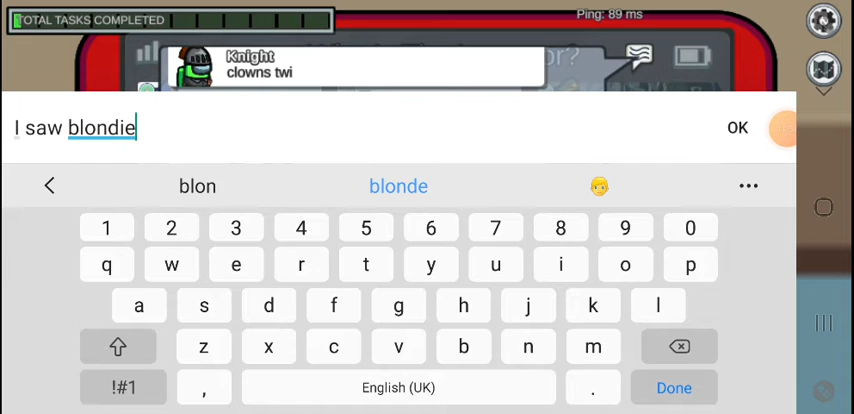 TOTAL TASKS COMPLETED
Ping: 89 ms
or?
Knight
clowns twi
I saw blondie
OK
blon blonde
1 2 3 4 5 6 7 8 9 0
q w e r t y u i o p
a s d f g h j k l
z x c v b n m
!#1 , English (UK) . Done